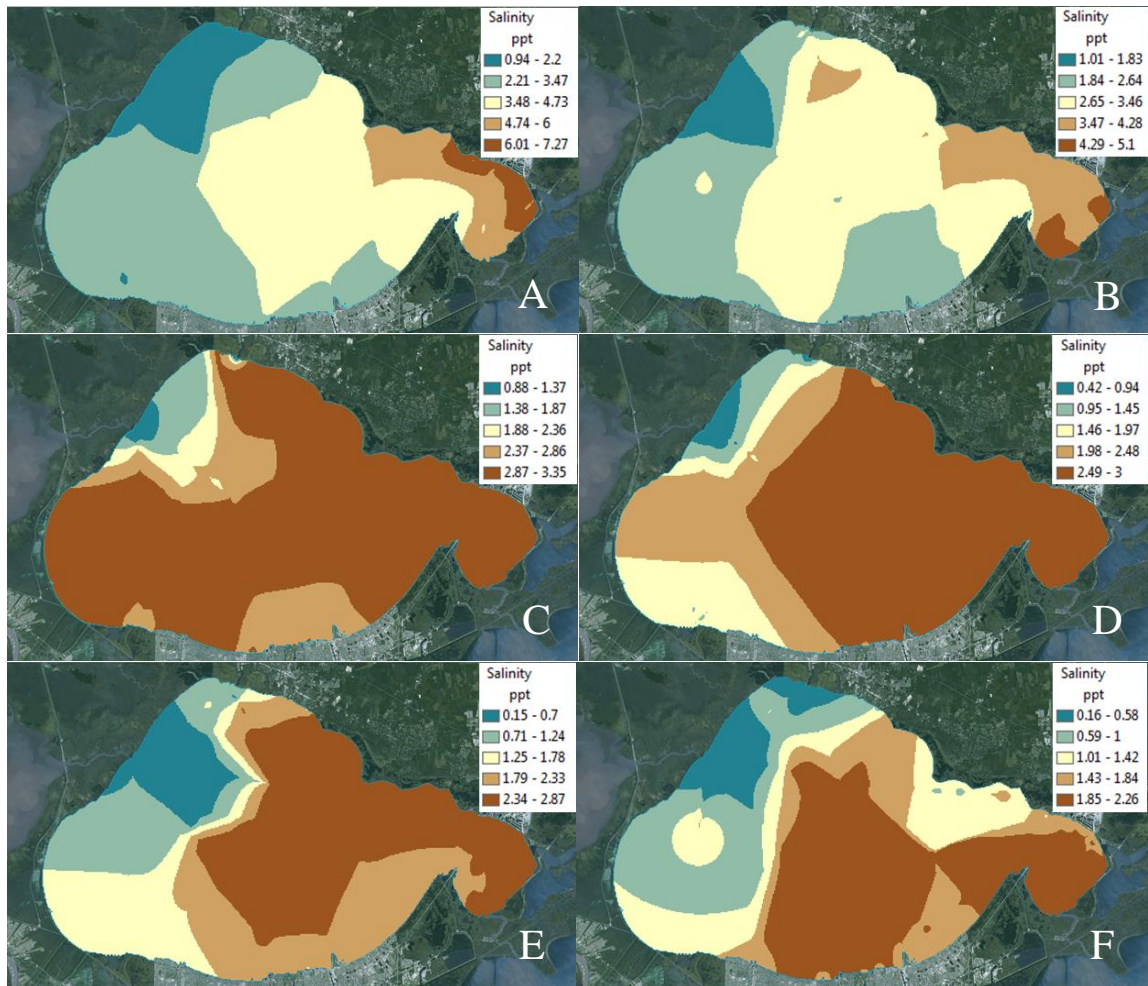 Salinity
ppt
0.94 - 2.2
2.21 - 3.47
3.48 - 4.73
4.74 - 6
6.01 - 7.27
A
Salinity
ppt
1.01 - 1.83
1.84 - 2.64
2.65 - 3.46
3.47 - 4.28
4.29 - 5.1
B
Salinity
ppt
0.88 - 1.37
1.38 - 1.87
1.88 - 2.36
2.37 - 2.86
2.87 - 3.35
C
Salinity
ppt
0.42 - 0.94
0.95 - 1.45
1.46 - 1.97
1.98 - 2.48
2.49 - 3
D
Salinity
ppt
0.15 - 0.7
0.71 - 1.24
1.25 - 1.78
1.79 - 2.33
2.34 - 2.87
E
Salinity
ppt
0.16 - 0.58
0.59 - 1
1.01 - 1.42
1.43 - 1.84
1.85 - 2.26
F